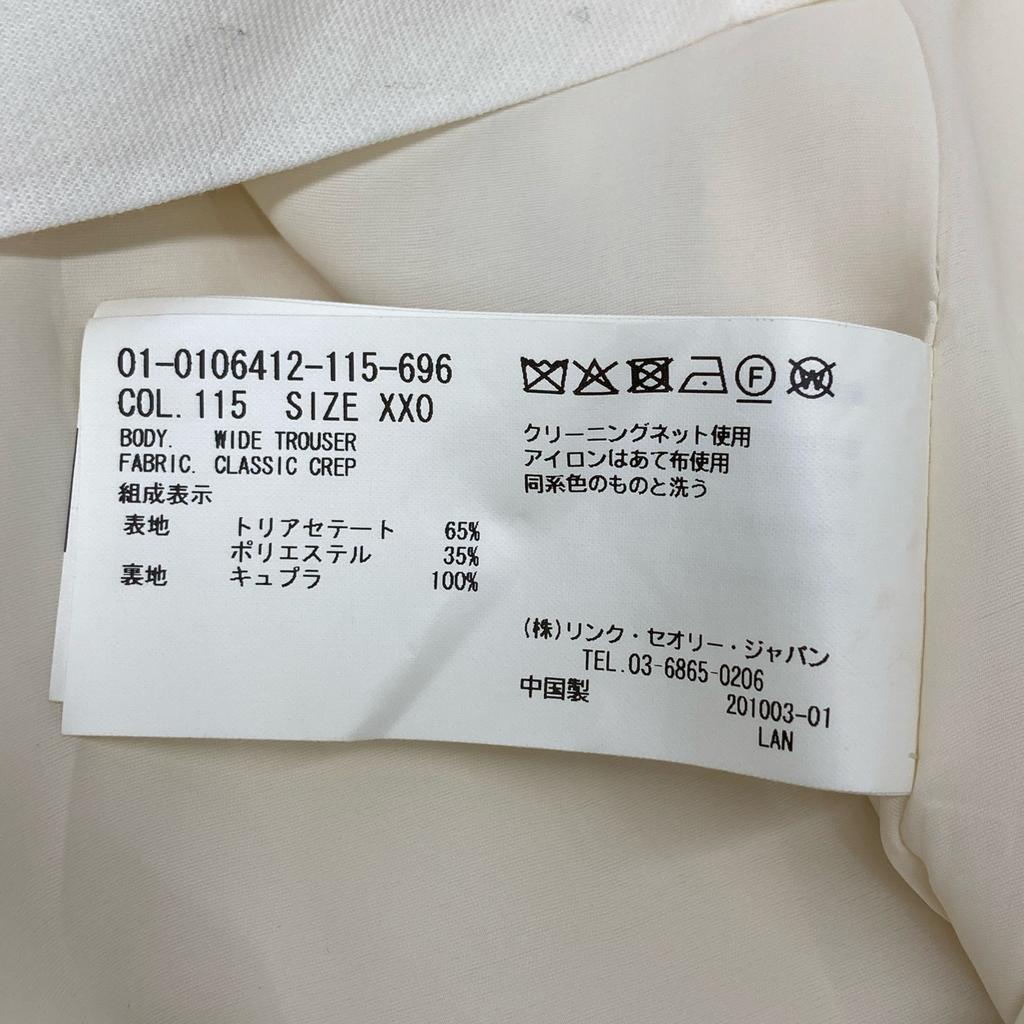 01-0106412-115-696
COL. 115 SIZE XXO
BODY. WIDE TROUSER
FABRIC. CLASSIC CREP
組成表示
表地 トリアセテート 65%
ポリエステル 35%
裏地 キュプラ 100%
F W
クリーニングネット使用
アイロンはあて布使用
同系色のものと洗う
(株)リンク・セオリー・ジャパン
TEL.03-6865-0206
中国製
201003-01
LAN